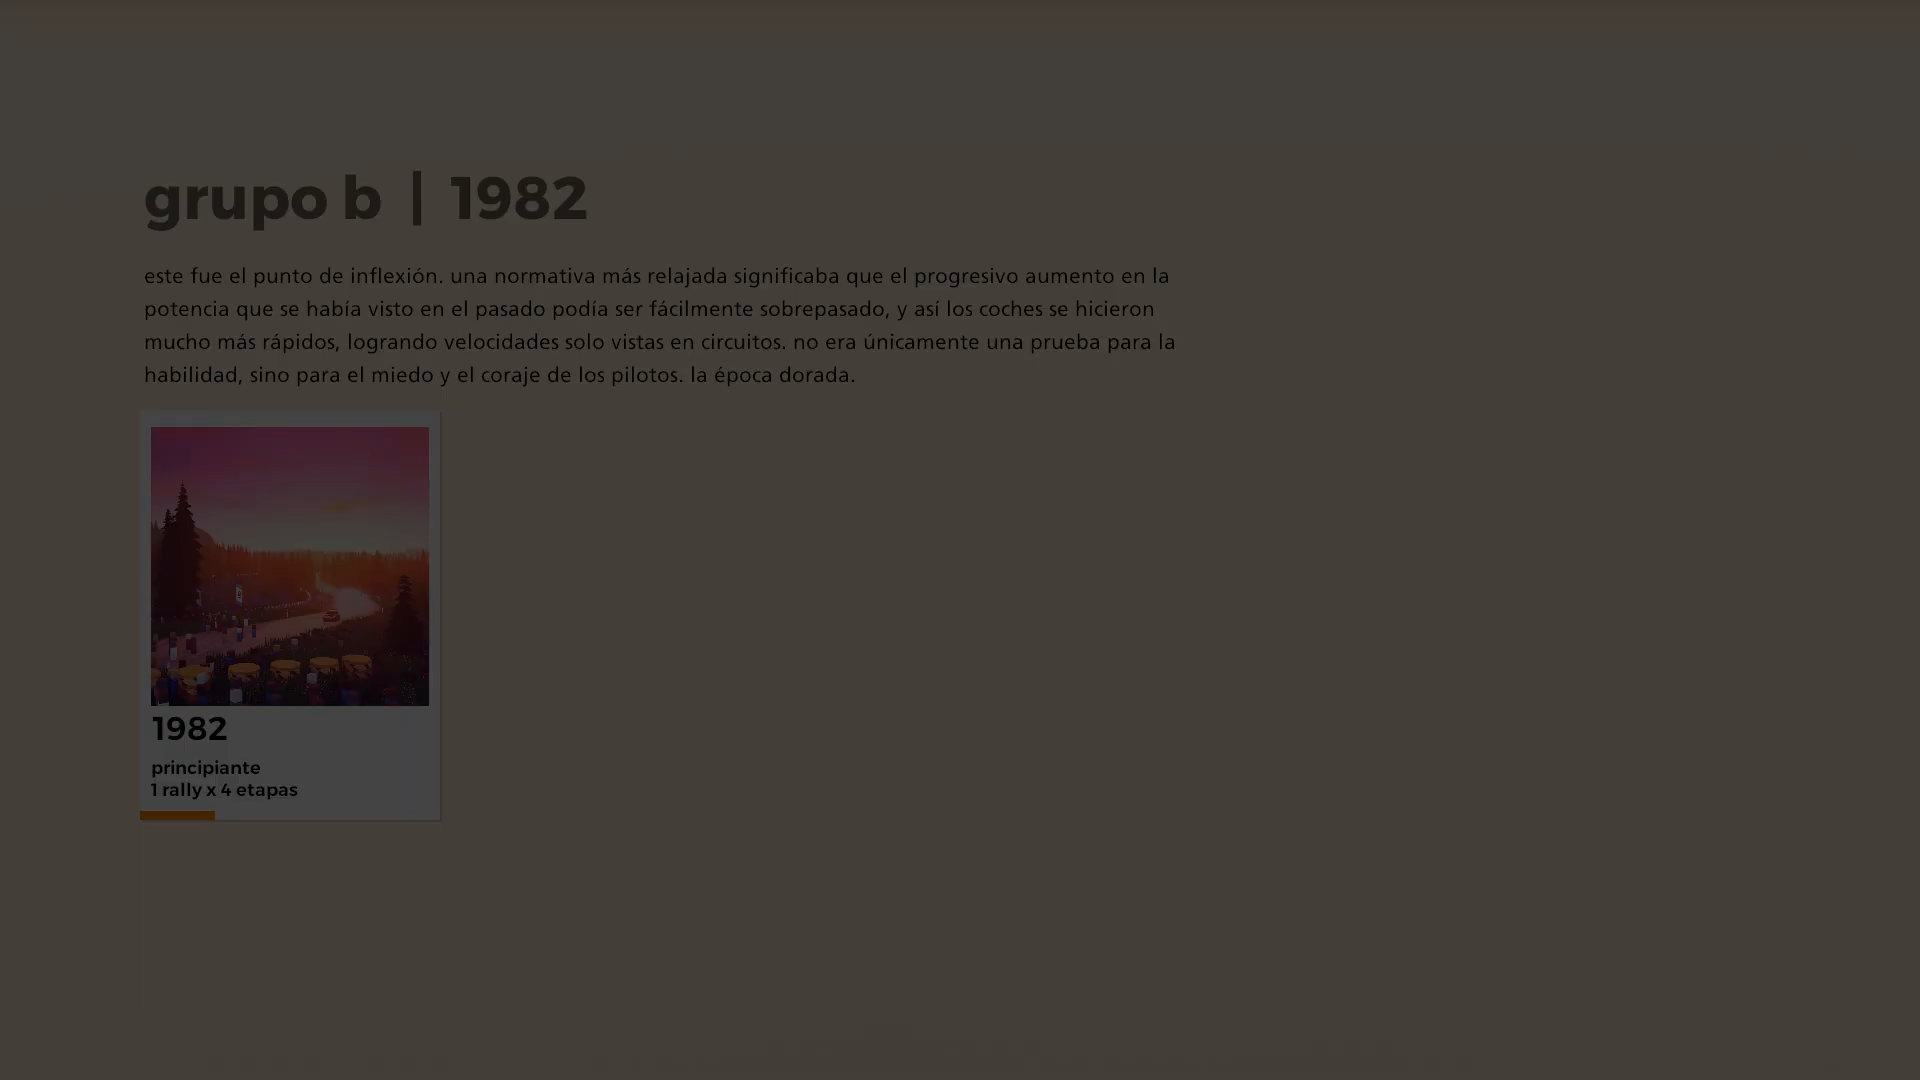 grupo b | 1982
este fue el punto de inflexión. una normativa más relajada significaba que el progresivo aumento en la
potencia que se había visto en el pasado podía ser fácilmente sobrepasado, y así los coches se hicieron
mucho más rápidos, logrando velocidades solo vistas en circuitos. no era únicamente una prueba para la
habilidad, sino para el miedo y el coraje de los pilotos. la época dorada.
1982
principiante
1 rally x 4 etapas